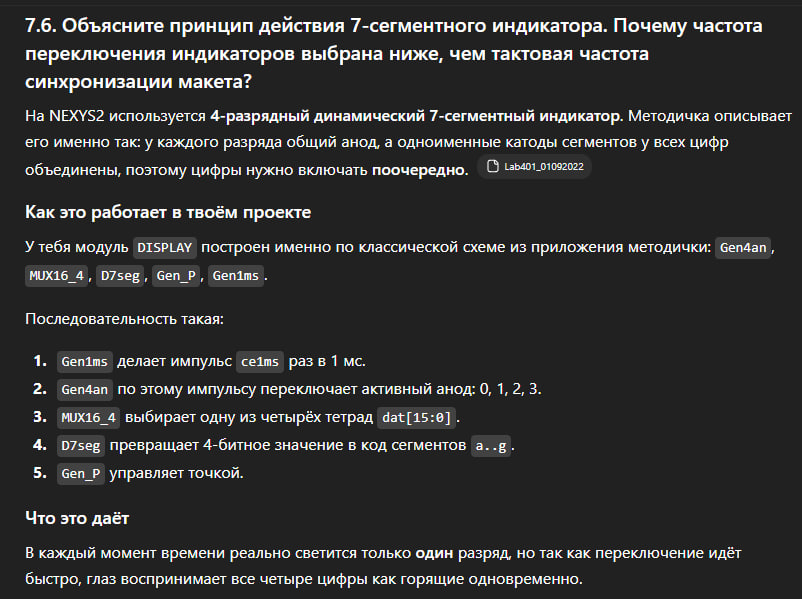 7.6. Объясните принцип действия 7-сегментного индикатора. Почему частота
переключения индикаторов выбрана ниже, чем тактовая частота
синхронизации макета?
На NEXYS2 используется 4-разрядный динамический 7-сегментный индикатор. Методичка описывает
его именно так: у каждого разряда общий анод, а одноименные катоды сегментов у всех цифр
объединены, поэтому цифры нужно включать поочередно. Lab401_01092022
Как это работает в твоём проекте
У тебя модуль DISPLAY построен именно по классической схеме из приложения методички: Gen4an,
MUX16_4, D7seg, Gen_P, Gen1ms.
Последовательность такая:
1. Gen1ms делает импульс ce1ms раз в 1 мс.
2. Gen4an по этому импульсу переключает активный анод: 0, 1, 2, 3.
3. MUX16_4 выбирает одну из четырёх тетрад dat[15:0].
4. D7seg превращает 4-битное значение в код сегментов a..g.
5. Gen_P управляет точкой.
Что это даёт
В каждый момент времени реально светится только один разряд, но так как переключение идёт
быстро, глаз воспринимает все четыре цифры как горящие одновременно.